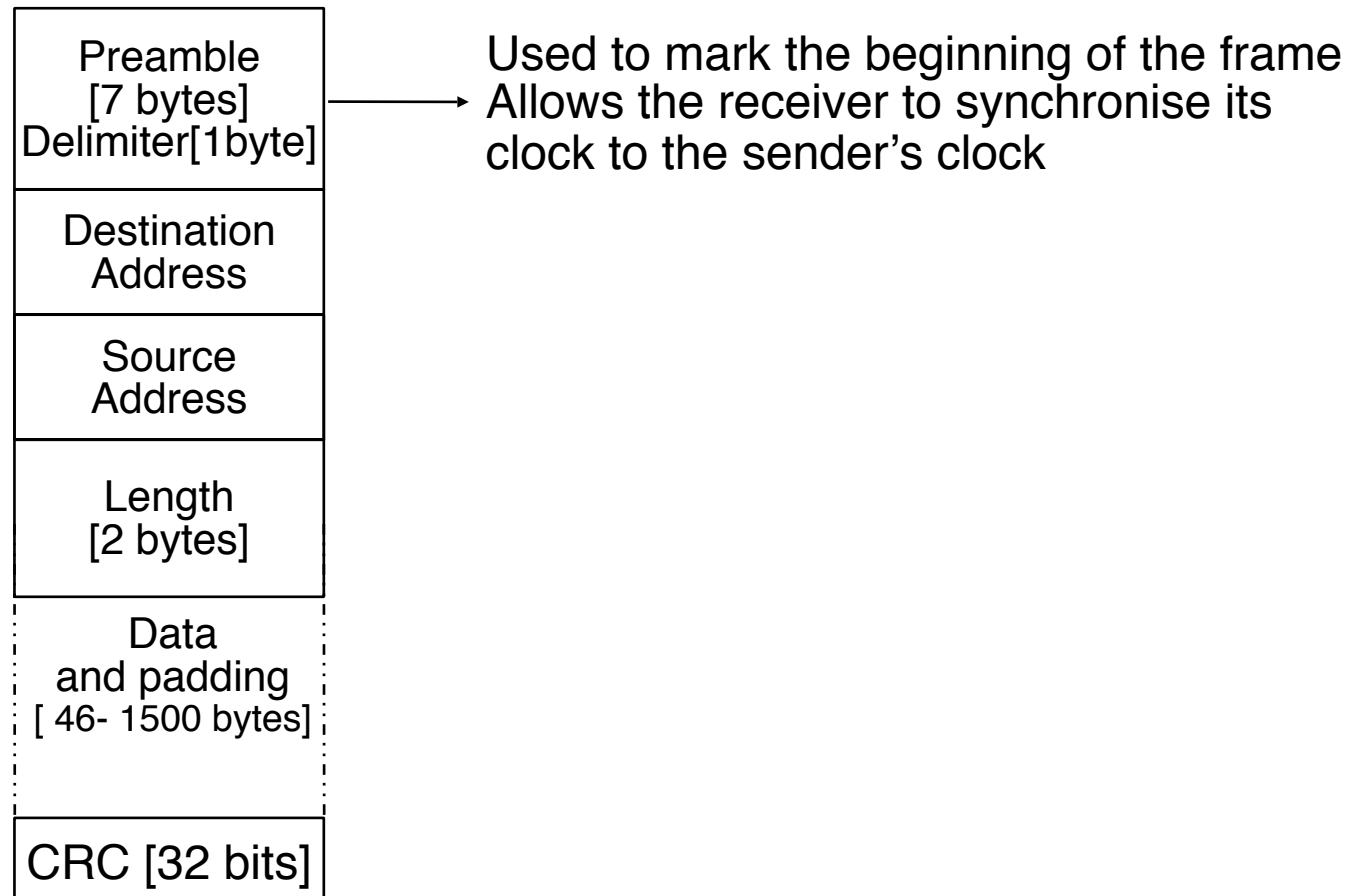 Preamble
[7 bytes]
Delimiter[1byte]
Used to mark the beginning of the frame
Allows the receiver to synchronise its
clock to the sender’s clock
Destination
Address
Source
Address
Length
[2 bytes]
Data
and padding
[ 46- 1500 bytes]
CRC [32 bits]